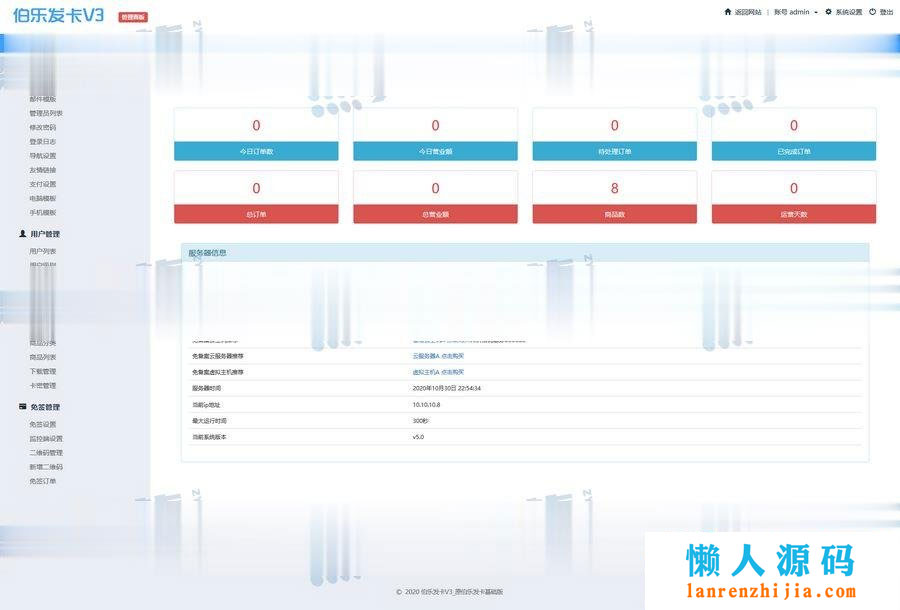 伯乐发卡V3 管理面板
返回网站 | 账号 admin 系统设置 登出
邮件模板
管理员列表
修改密码
登录日志
导航设置
友情链接
支付设置
电脑模板
手机模板
用户管理
用户列表
商品分类
商品列表
下载管理
卡密管理
免签管理
免签设置
监控端设置
二维码管理
新增二维码
免签订单
0 0 0 0
今日订单数 今日营业额 待处理订单 已完成订单
0 0 8 0
总订单 总营业额 商品数 运营天数
服务器信息
免备案云服务器推荐 云服务器A 点击购买
免备案虚拟主机推荐 虚拟主机A 点击购买
服务器时间 2020年10月30日 22:54:34
当前ip地址 10.10.10.8
最大运行时间 300秒
当前系统版本 v5.0
© 2020 伯乐发卡V3_原伯乐发卡基础版
懒人源码
lanrenzhijia.com